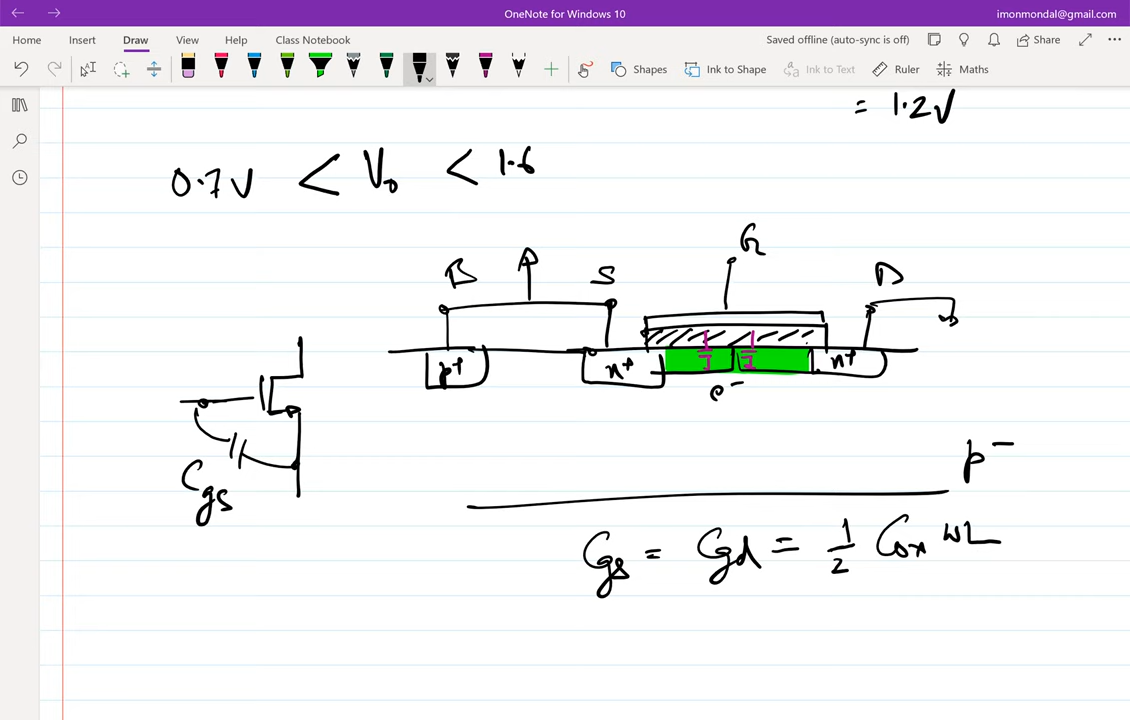 OneNote for Windows 10
imonmondal@gmail.com
Home Insert Draw View Help Class Notebook
Saved offline (auto-sync is off)
Share
Shapes
Ink to Shape
Ink to Text
Ruler
Maths
= 1.2V
0.7V < Vo < 1.6
G
B S D
p+ n+ n+
p-
Cgs
p-
Cgs = Cgd = 1/2 Cox WL